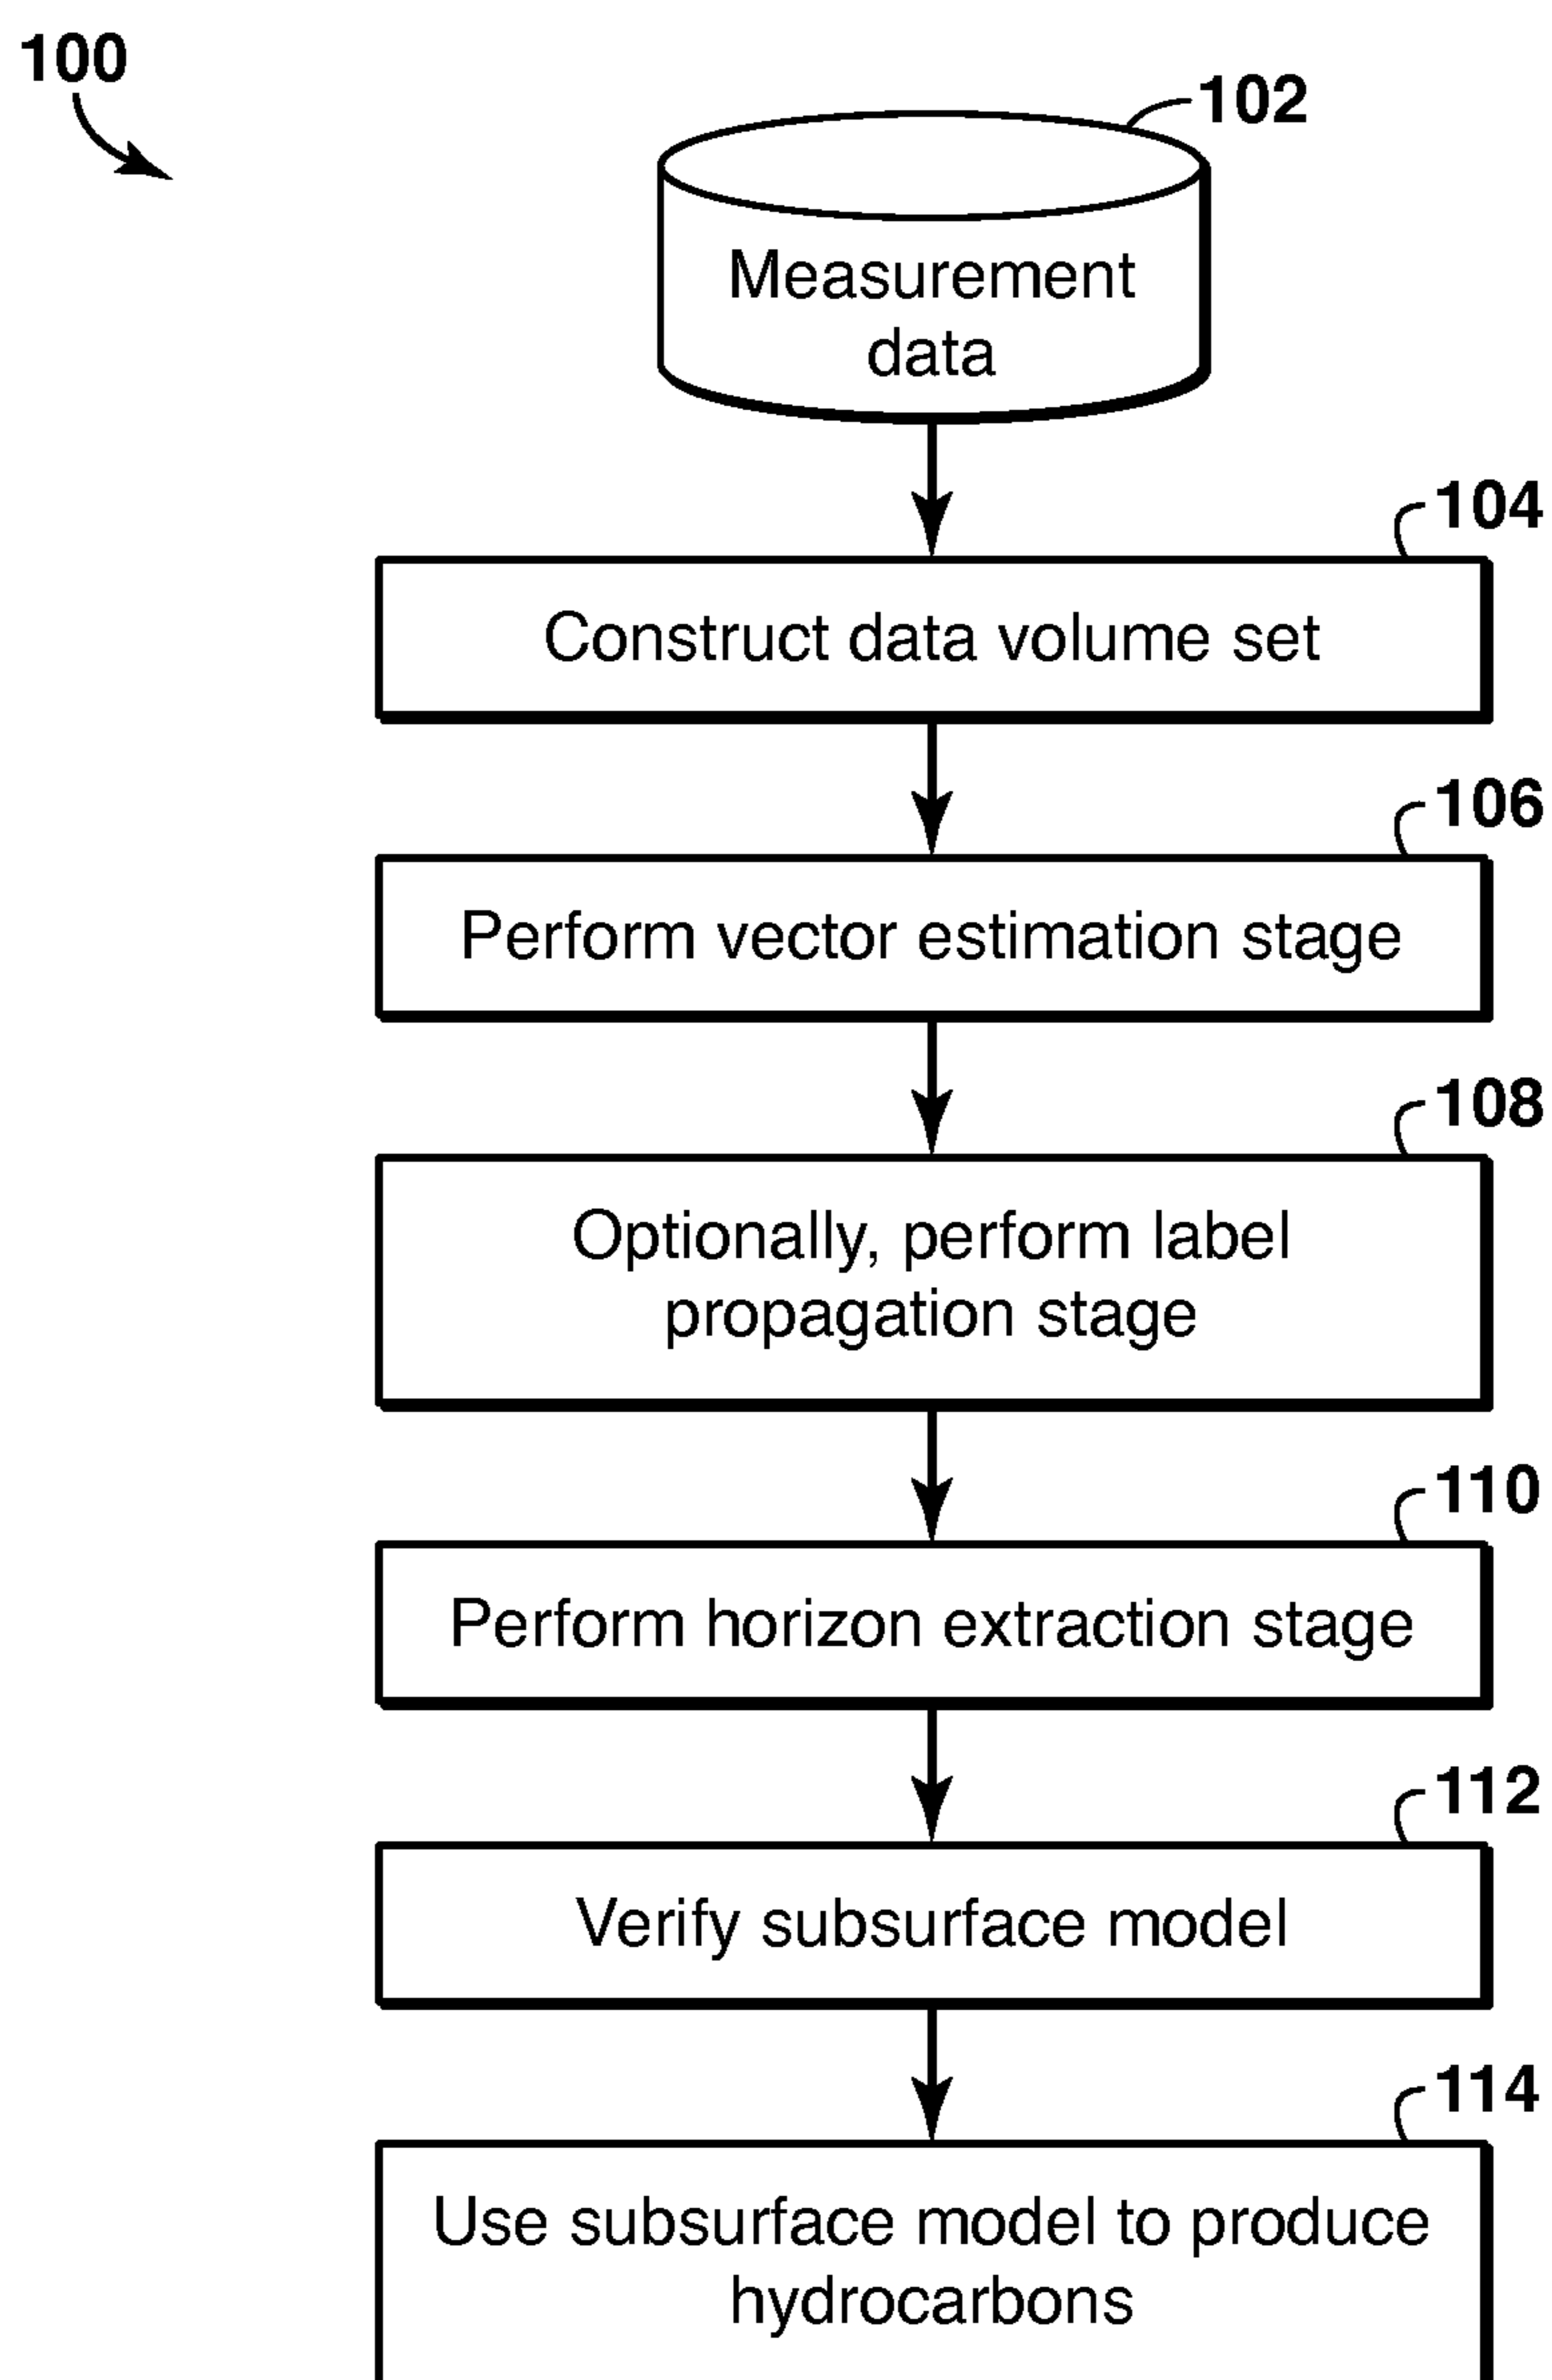 100
102
Measurement
data
104
Construct data volume set
106
Perform vector estimation stage
108
Optionally, perform label
propagation stage
110
Perform horizon extraction stage
112
Verify subsurface model
114
Use subsurface model to produce
hydrocarbons